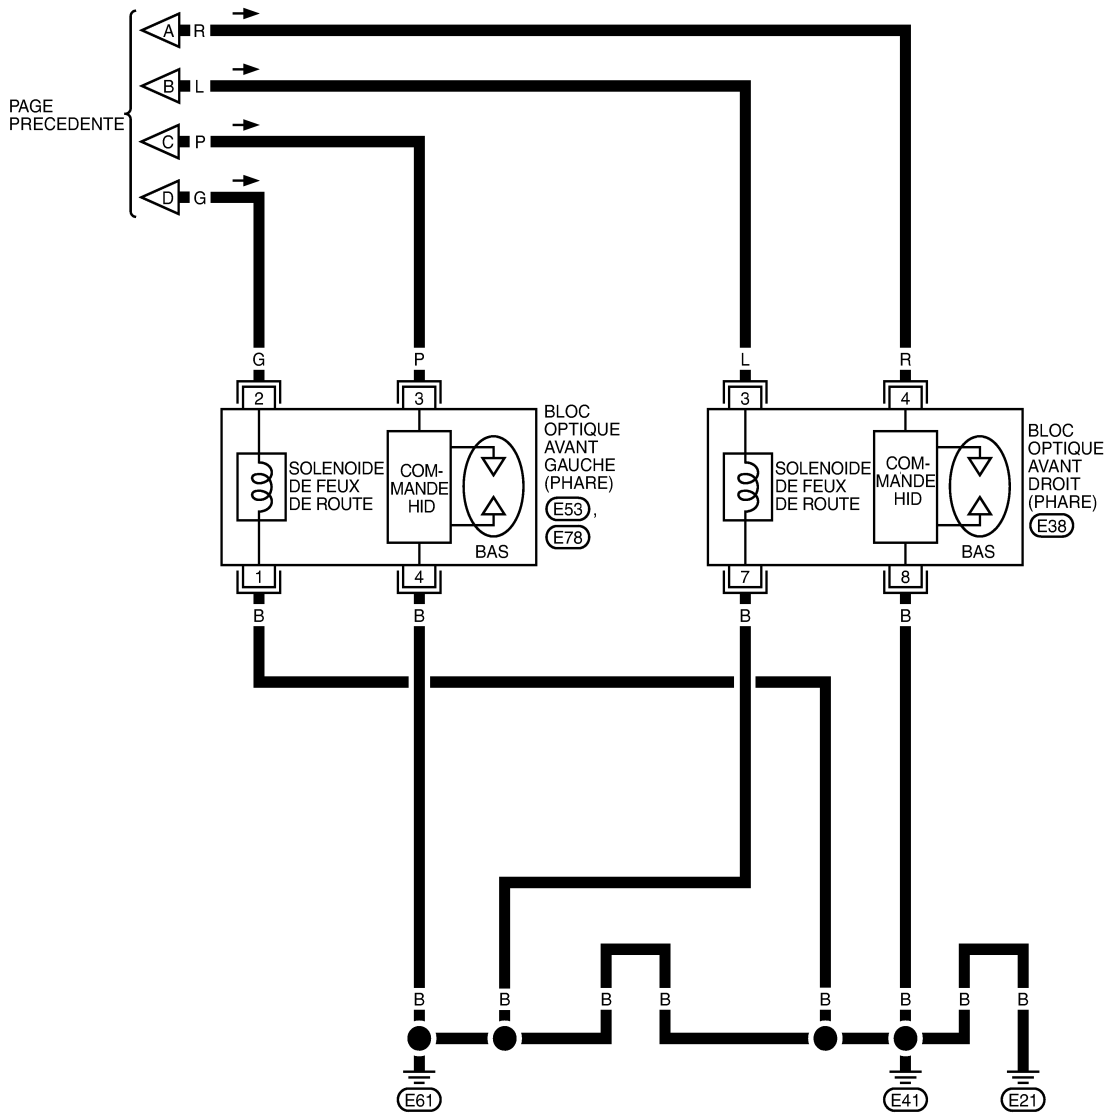 PAGE
PRECEDENTE
A R
B L
C P
D G
G P L R
2 3 3 4
SOLENOIDE
DE FEUX
DE ROUTE
COM-
MANDE
HID
BAS
BLOC
OPTIQUE
AVANT
GAUCHE
(PHARE)
E53 ,
E78
SOLENOIDE
DE FEUX
DE ROUTE
COM-
MANDE
HID
BAS
BLOC
OPTIQUE
AVANT
DROIT
(PHARE)
E38
1 4 7 8
B B B B
B B B B B B B B
E61 E41 E21